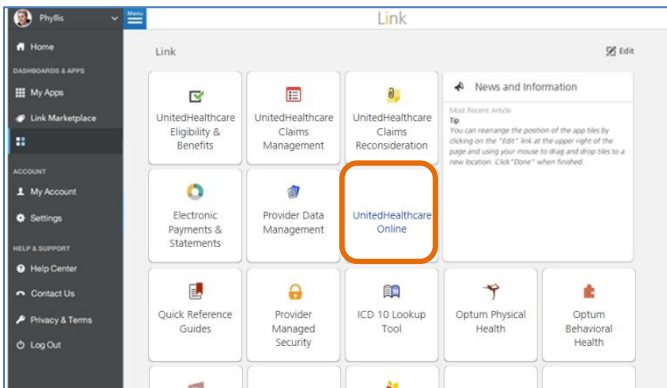 Phyllis
Menu
Link
Home
DASHBOARDS & APPS
My Apps
Link Marketplace
ACCOUNT
My Account
Settings
HELP & SUPPORT
Help Center
Contact Us
Privacy & Terms
Log Out
Link
Edit
UnitedHealthcare
Eligibility &
Benefits
UnitedHealthcare
Claims
Management
UnitedHealthcare
Claims
Reconsideration
News and Information
Most Recent Article
Tip
You can rearrange the position of the app tiles by
clicking on the "Edit" link at the upper right of the
page and using your mouse to drag and drop tiles to a
new location. Click"Done" when finished.
Electronic
Payments &
Statements
Provider Data
Management
UnitedHealthcare
Online
Quick Reference
Guides
Provider
Managed
Security
ICD 10 Lookup
Tool
Optum Physical
Health
Optum
Behavioral
Health